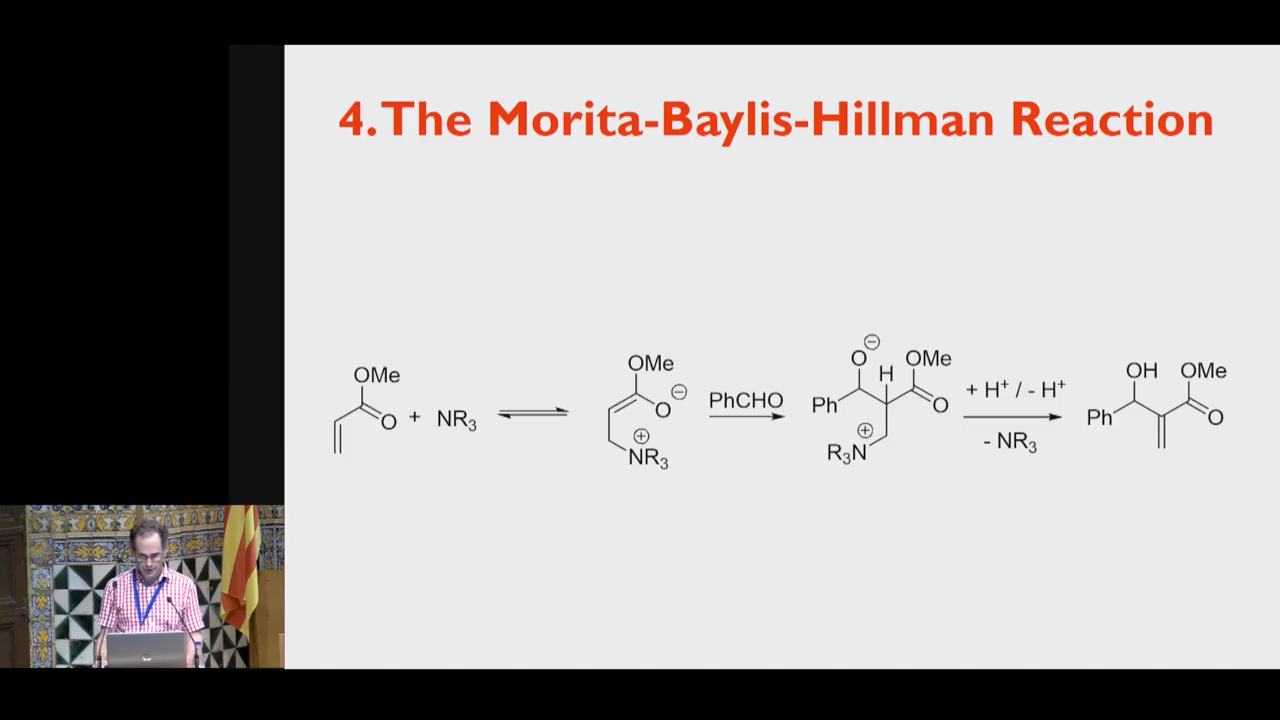 4. The Morita-Baylis-Hillman Reaction
OMe
O
+ NR3
OMe
O ⊖
⊕
NR3
PhCHO
⊖
O
H
OMe
Ph
O
⊕
R3N
+ H+ / - H+
- NR3
OH
OMe
Ph
O